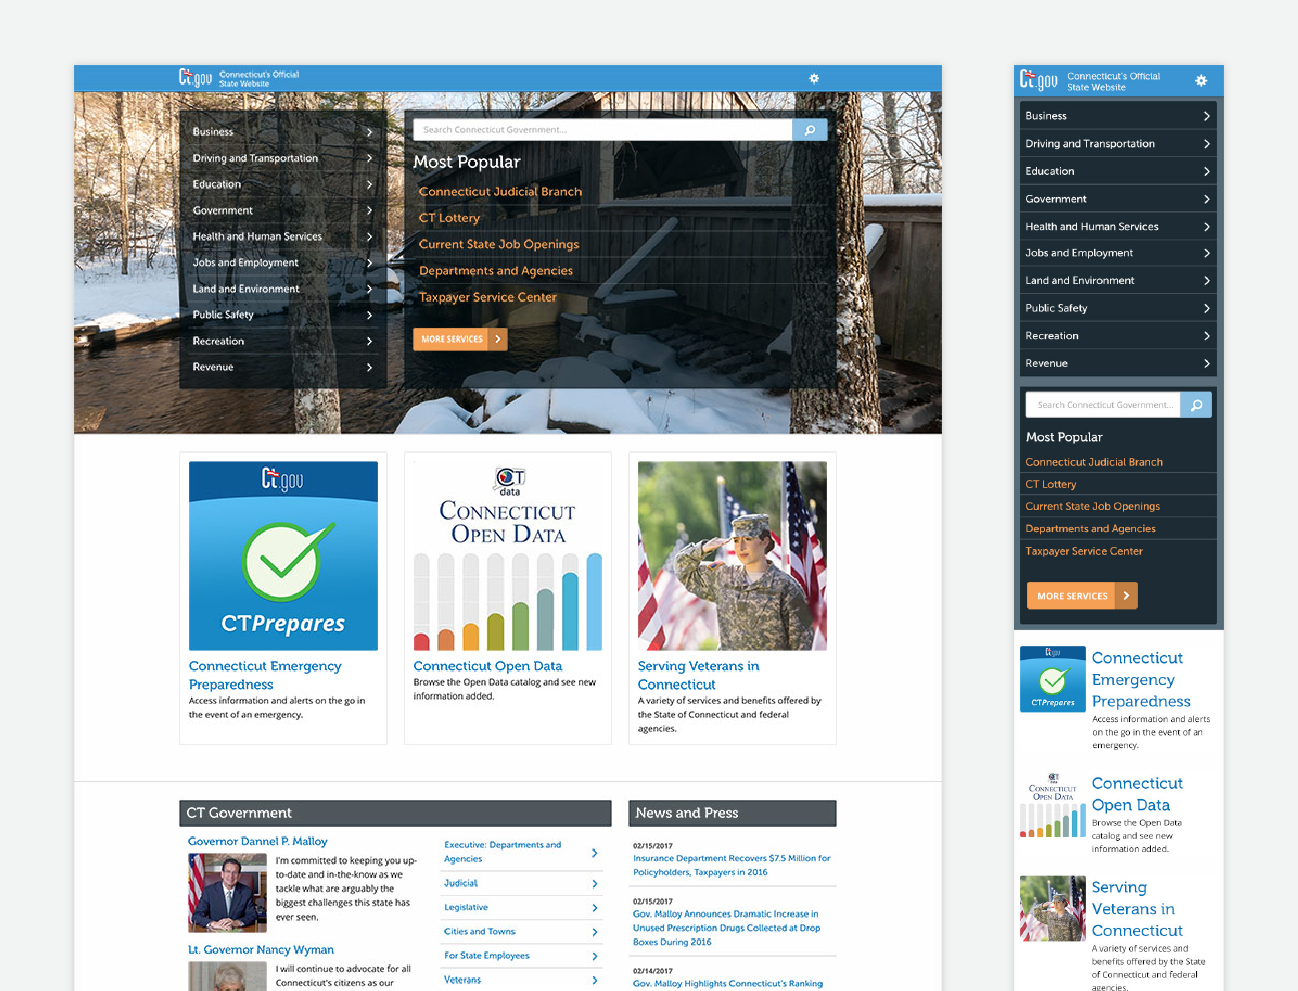 Ct.gov
Connecticut's Official
State Website
Business
Driving and Transportation
Education
Government
Health and Human Services
Jobs and Employment
Land and Environment
Public Safety
Recreation
Revenue
Search Connecticut Government...
Most Popular
Connecticut Judicial Branch
CT Lottery
Current State Job Openings
Departments and Agencies
Taxpayer Service Center
MORE SERVICES
Ct.gov
CTPrepares
Connecticut Emergency
Preparedness
Access information and alerts on the go in
the event of an emergency.
CT
data
CONNECTICUT
OPEN DATA
Connecticut Open Data
Browse the Open Data catalog and see new
information added.
Serving Veterans in
Connecticut
A variety of services and benefits offered by
the State of Connecticut and federal
agencies.
CT Government
Governor Dannel P. Malloy
I'm committed to keeping you up-
to-date and in-the-know as we
tackle what are arguably the
biggest challenges this state has
ever seen.
Lt. Governor Nancy Wyman
I will continue to advocate for all
Connecticut's citizens as our
Executive: Departments and
Agencies
Judicial
Legislative
Cities and Towns
For State Employees
Veterans
News and Press
02/15/2017
Insurance Department Recovers $7.5 Million for
Policyholders, Taxpayers in 2016
02/15/2017
Gov. Malloy Announces Dramatic Increase in
Unused Prescription Drugs Collected at Drop
Boxes During 2016
02/14/2017
Gov. Malloy Highlights Connecticut's Ranking
Ct.gov
Connecticut's Official
State Website
Business
Driving and Transportation
Education
Government
Health and Human Services
Jobs and Employment
Land and Environment
Public Safety
Recreation
Revenue
Search Connecticut Government...
Most Popular
Connecticut Judicial Branch
CT Lottery
Current State Job Openings
Departments and Agencies
Taxpayer Service Center
MORE SERVICES
Ct.gov
CTPrepares
Connecticut
Emergency
Preparedness
Access information and alerts
on the go in the event of an
emergency.
CT
data
CONNECTICUT
OPEN DATA
Connecticut
Open Data
Browse the Open Data
catalog and see new
information added.
Serving
Veterans in
Connecticut
A variety of services and
benefits offered by the State
of Connecticut and federal
agencies.